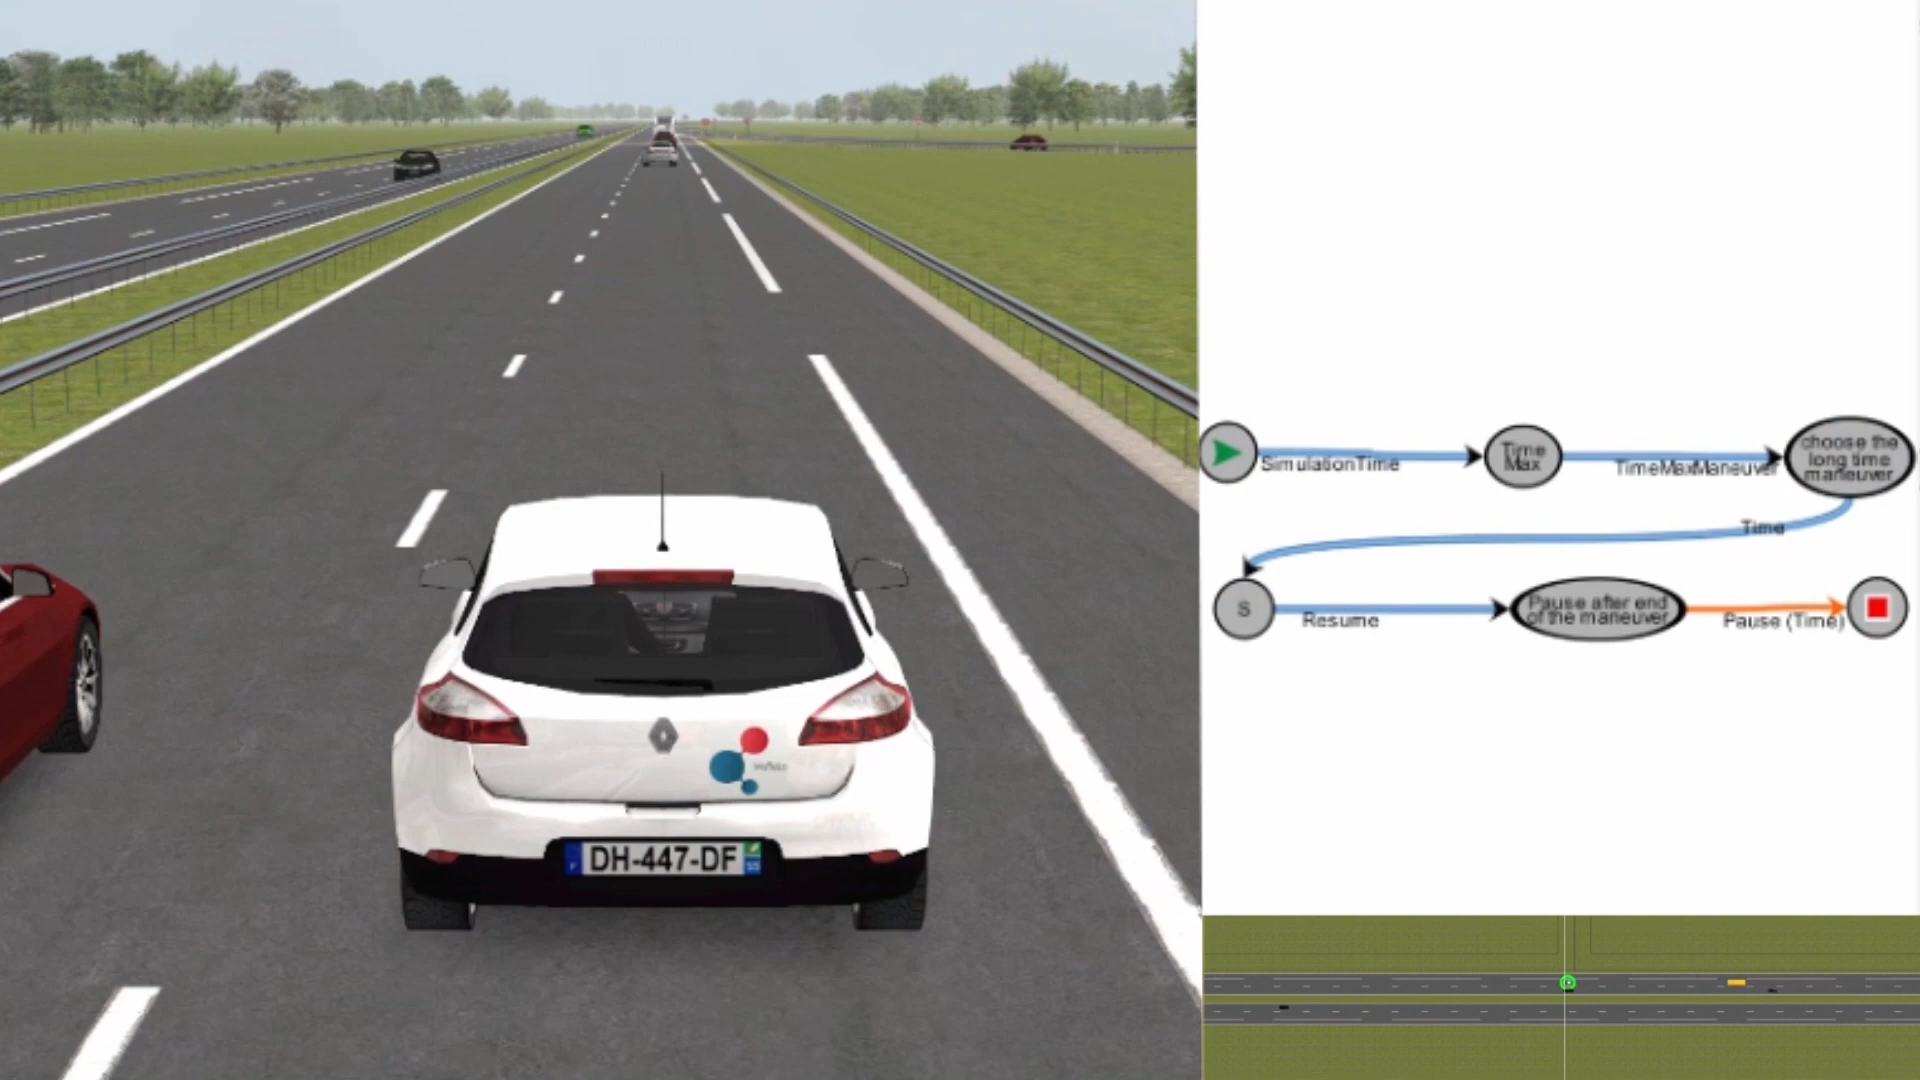 DH-447-DF
F
SimulationTime
Time
Max
TimeMaxManeuver
choose the
long time
maneuver
Time
S
Resume
Pause after end
of the maneuver
Pause (Time)